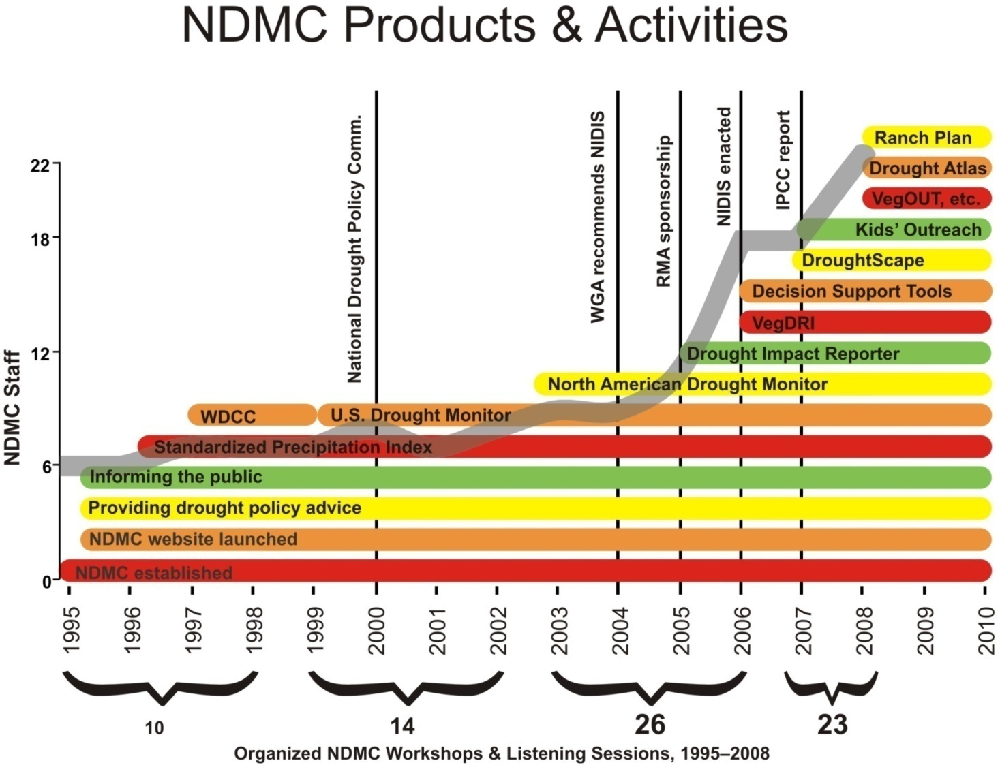 NDMC Products & Activities
National Drought Policy Comm.
WGA recommends NIDIS
RMA sponsorship
NIDIS enacted
IPCC report
NDMC Staff
22
18
12
6
0
Ranch Plan
Drought Atlas
VegOUT, etc.
Kids’ Outreach
DroughtScape
Decision Support Tools
VegDRI
Drought Impact Reporter
North American Drought Monitor
WDCC
U.S. Drought Monitor
Standardized Precipitation Index
Informing the public
Providing drought policy advice
NDMC website launched
NDMC established
1995
1996
1997
1998
1999
2000
2001
2002
2003
2004
2005
2006
2007
2008
2009
2010
10
14
26
23
Organized NDMC Workshops & Listening Sessions, 1995–2008